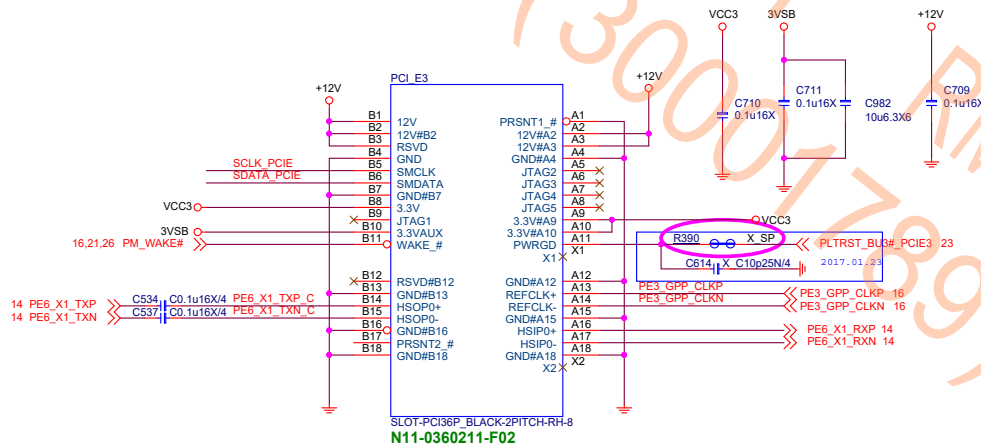 VCC3
3VSB
+12V
C710
0.1u16X
C711
0.1u16X
C982
10u6.3X6
C709
0.1u16X
PCI_E3
+12V
+12V
B1 12V
B2 12V#B2
B3 RSVD
B4 GND
SCLK_PCIE B5 SMCLK
SDATA_PCIE B6 SMDATA
B7 GND#B7
VCC3 B8 3.3V
B9 JTAG1
3VSB B10 3.3VAUX
16,21,26 PM_WAKE# B11 WAKE_#
B12 RSVD#B12
B13 GND#B13
14 PE6_X1_TXP C534 C0.1u16X/4 PE6_X1_TXP_C B14 HSOP0+
14 PE6_X1_TXN C537 C0.1u16X/4 PE6_X1_TXN_C B15 HSOP0-
B16 GND#B16
B17 PRSNT2_#
B18 GND#B18
PRSNT1_# A1
12V#A2 A2
12V#A3 A3
GND#A4 A4
JTAG2 A5
JTAG3 A6
JTAG4 A7
JTAG5 A8
3.3V#A9 A9 VCC3
3.3V#A10 A10
PWRGD A11 R390 X_SP PLTRST_BU3#_PCIE3 23
X1 X1
2017.01.23
C614 X_C10p25N/4
GND#A12 A12
REFCLK+ A13 PE3_GPP_CLKP PE3_GPP_CLKP 16
REFCLK- A14 PE3_GPP_CLKN PE3_GPP_CLKN 16
GND#A15 A15
HSIP0+ A16 PE6_X1_RXP 14
HSIP0- A17 PE6_X1_RXN 14
GND#A18 A18
X2 X2
SLOT-PCI36P_BLACK-2PITCH-RH-8
N11-0360211-F02
(30001789)
RM